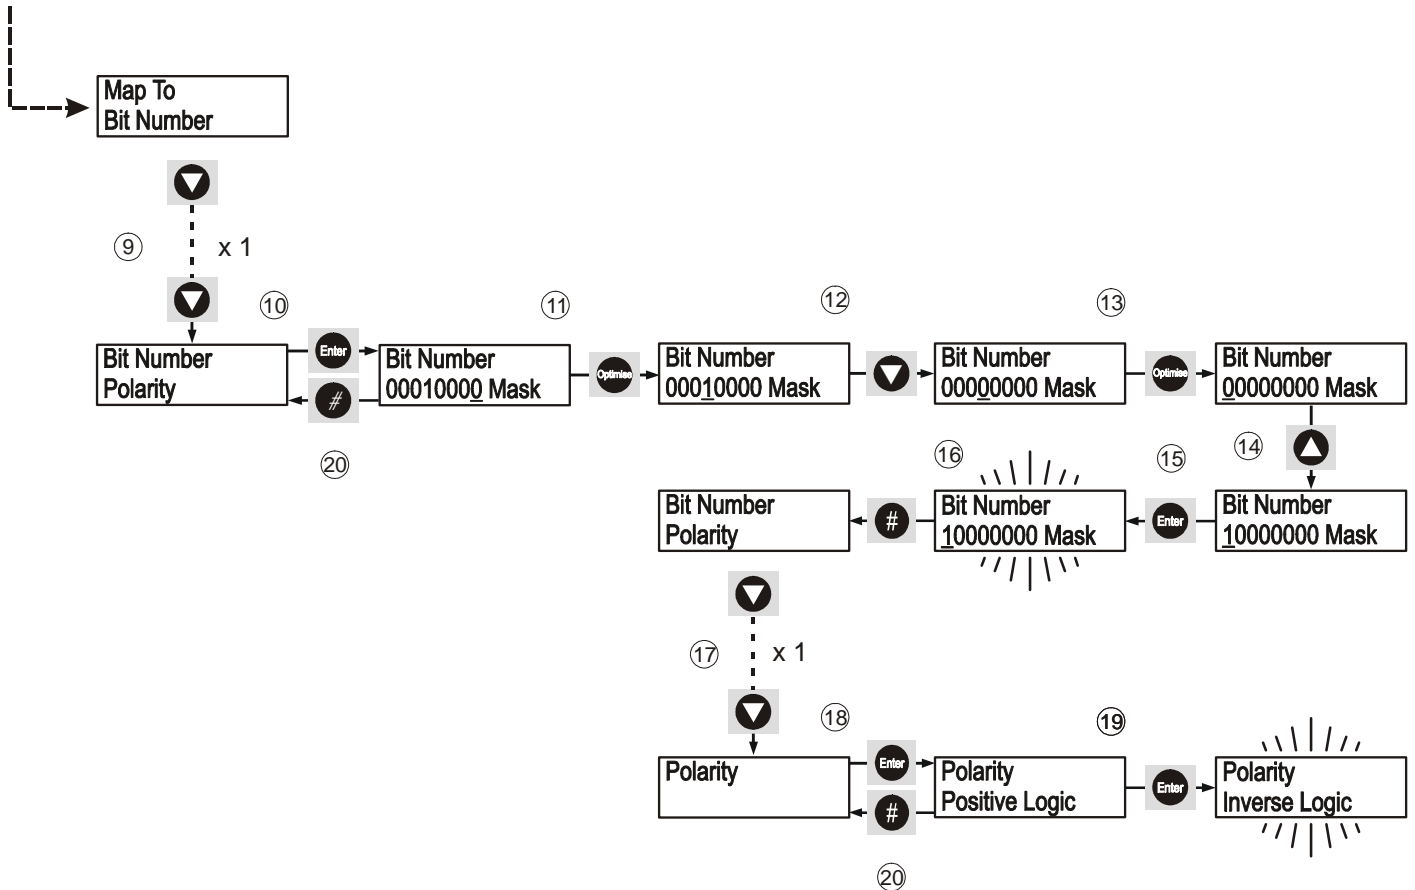 Map To
Bit Number
9
x 1
10
11
12
13
Bit Number
Polarity
Enter
#
Bit Number
00010000 Mask
Optimise
Bit Number
00010000 Mask
Bit Number
00000000 Mask
Optimise
Bit Number
00000000 Mask
20
14
15
16
Bit Number
10000000 Mask
Enter
Bit Number
10000000 Mask
#
Bit Number
Polarity
17
x 1
18
19
Polarity
Enter
#
Polarity
Positive Logic
Enter
Polarity
Inverse Logic
20